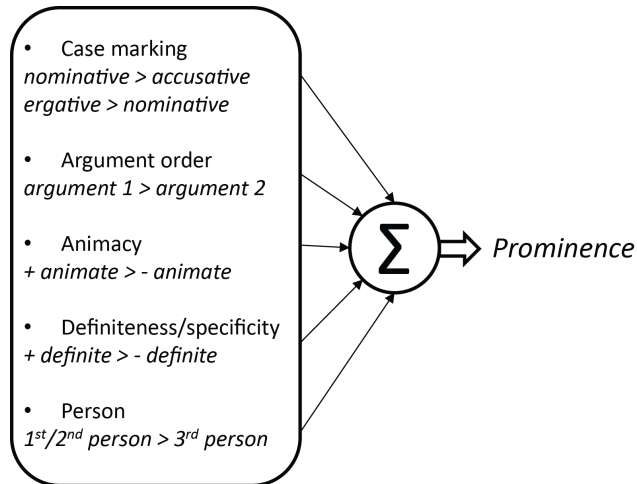 • Case marking
nominative > accusative
ergative > nominative
• Argument order
argument 1 > argument 2
• Animacy
+ animate > - animate
• Definiteness/specificity
+ definite > - definite
• Person
1st/2nd person > 3rd person
Σ
Prominence